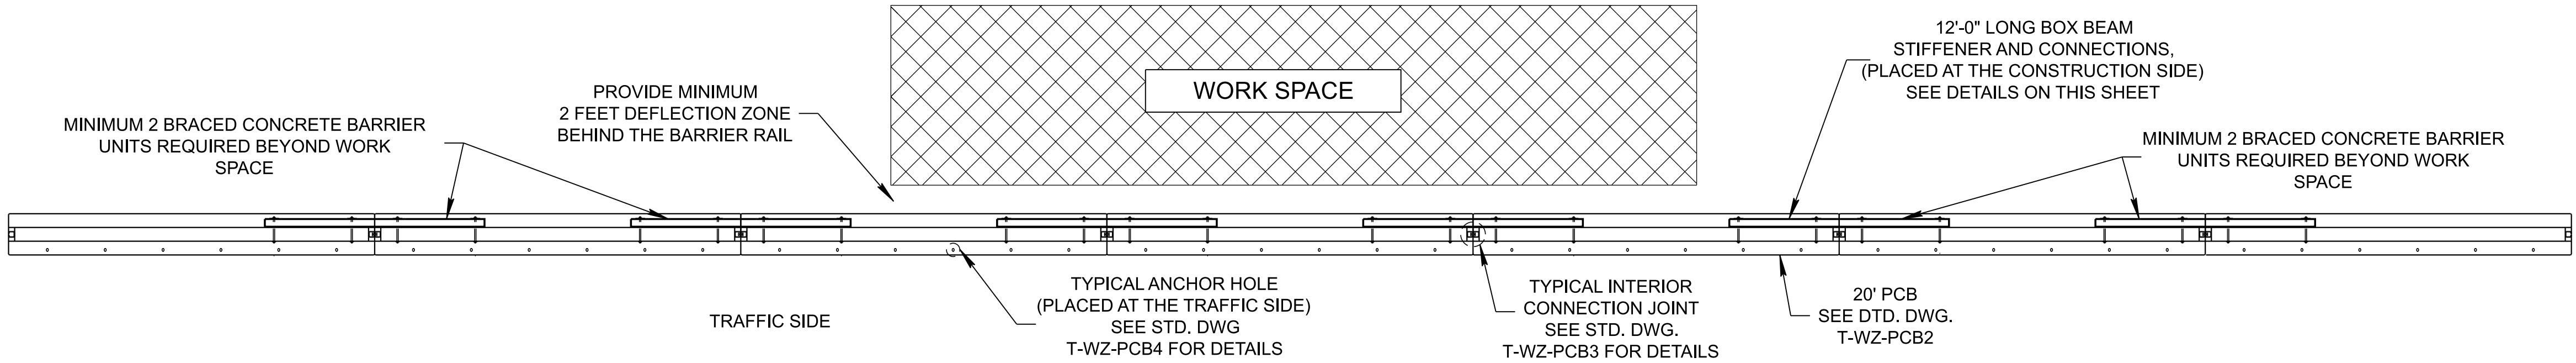 MINIMUM 2 BRACED CONCRETE BARRIER
UNITS REQUIRED BEYOND WORK
SPACE
PROVIDE MINIMUM
2 FEET DEFLECTION ZONE
BEHIND THE BARRIER RAIL
WORK SPACE
12'-0" LONG BOX BEAM
STIFFENER AND CONNECTIONS,
(PLACED AT THE CONSTRUCTION SIDE)
SEE DETAILS ON THIS SHEET
MINIMUM 2 BRACED CONCRETE BARRIER
UNITS REQUIRED BEYOND WORK
SPACE
TRAFFIC SIDE
TYPICAL ANCHOR HOLE
(PLACED AT THE TRAFFIC SIDE)
SEE STD. DWG
T-WZ-PCB4 FOR DETAILS
TYPICAL INTERIOR
CONNECTION JOINT
SEE STD. DWG.
T-WZ-PCB3 FOR DETAILS
20' PCB
SEE DTD. DWG.
T-WZ-PCB2